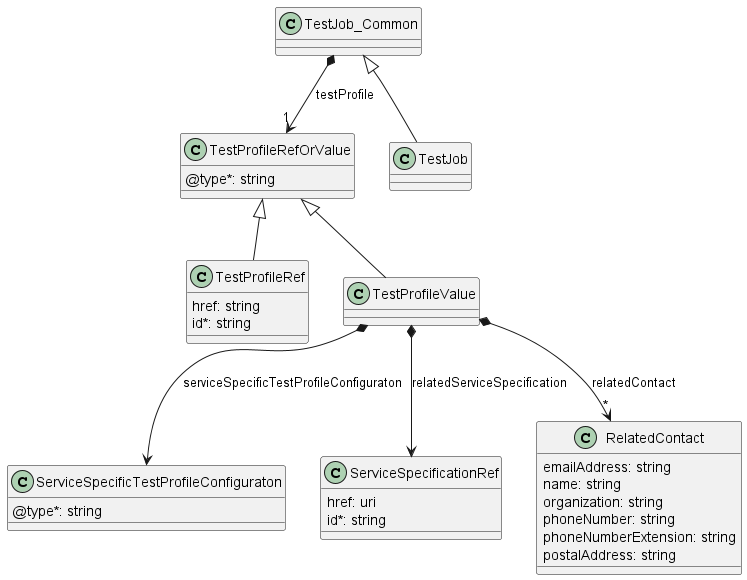 C TestJob_Common
testProfile
1
C TestProfileRefOrValue
@type*: string
C TestJob
C TestProfileRef
href: string
id*: string
C TestProfileValue
serviceSpecificTestProfileConfiguraton
relatedServiceSpecification
relatedContact
*
C ServiceSpecificTestProfileConfiguraton
@type*: string
C ServiceSpecificationRef
href: uri
id*: string
C RelatedContact
emailAddress: string
name: string
organization: string
phoneNumber: string
phoneNumberExtension: string
postalAddress: string